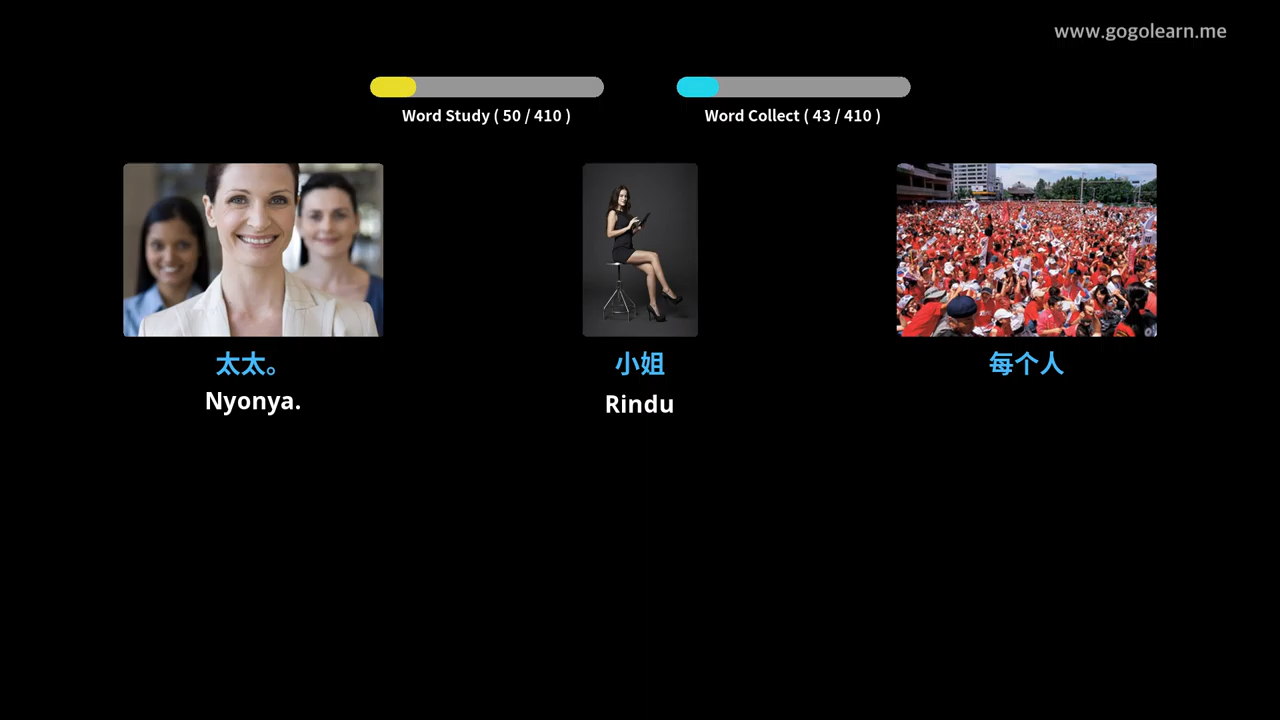 www.gogolearn.me
Word Study ( 50 / 410 )
Word Collect ( 43 / 410 )
太太。
Nyonya.
小姐
Rindu
每个人